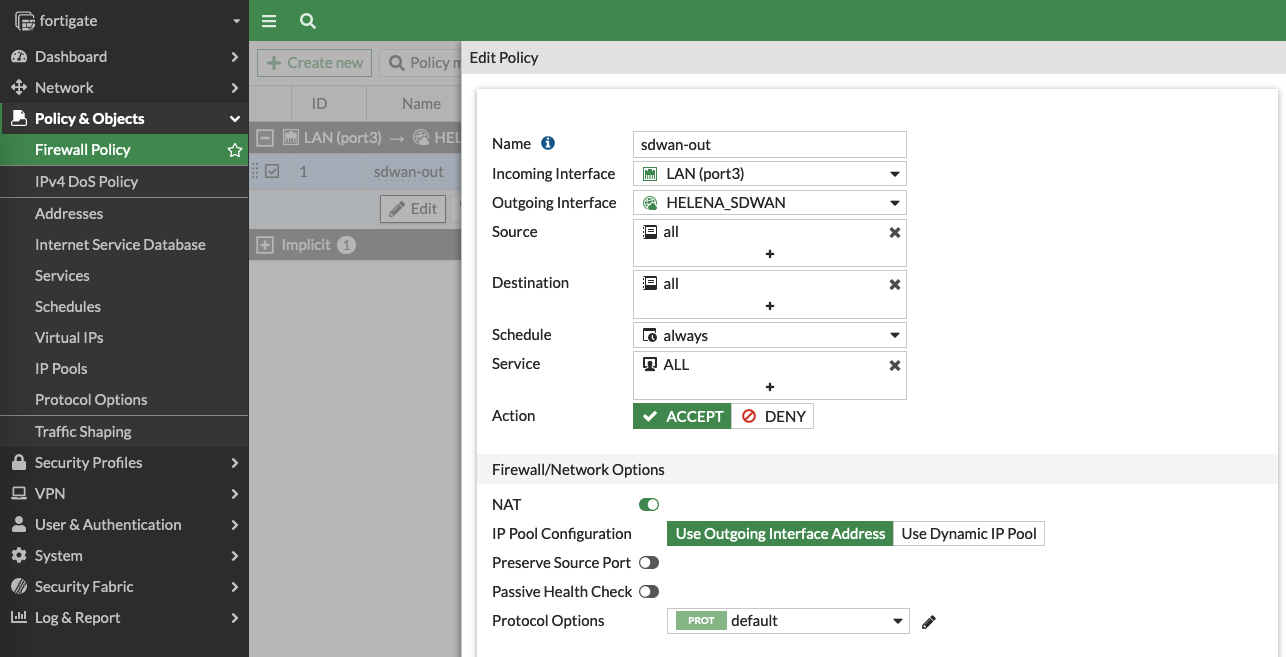 fortigate
Dashboard
Network
Policy & Objects
Firewall Policy
IPv4 DoS Policy
Addresses
Internet Service Database
Services
Schedules
Virtual IPs
IP Pools
Protocol Options
Traffic Shaping
Security Profiles
VPN
User & Authentication
System
Security Fabric
Log & Report
Create new
Policy
ID Name
LAN (port3) → HEL
1 sdwan-out
Edit
Implicit 1
Edit Policy
Name sdwan-out
Incoming Interface LAN (port3)
Outgoing Interface HELENA_SDWAN
Source all
+
Destination all
+
Schedule always
Service ALL
+
Action ACCEPT DENY
Firewall/Network Options
NAT
IP Pool Configuration Use Outgoing Interface Address Use Dynamic IP Pool
Preserve Source Port
Passive Health Check
Protocol Options PROT default